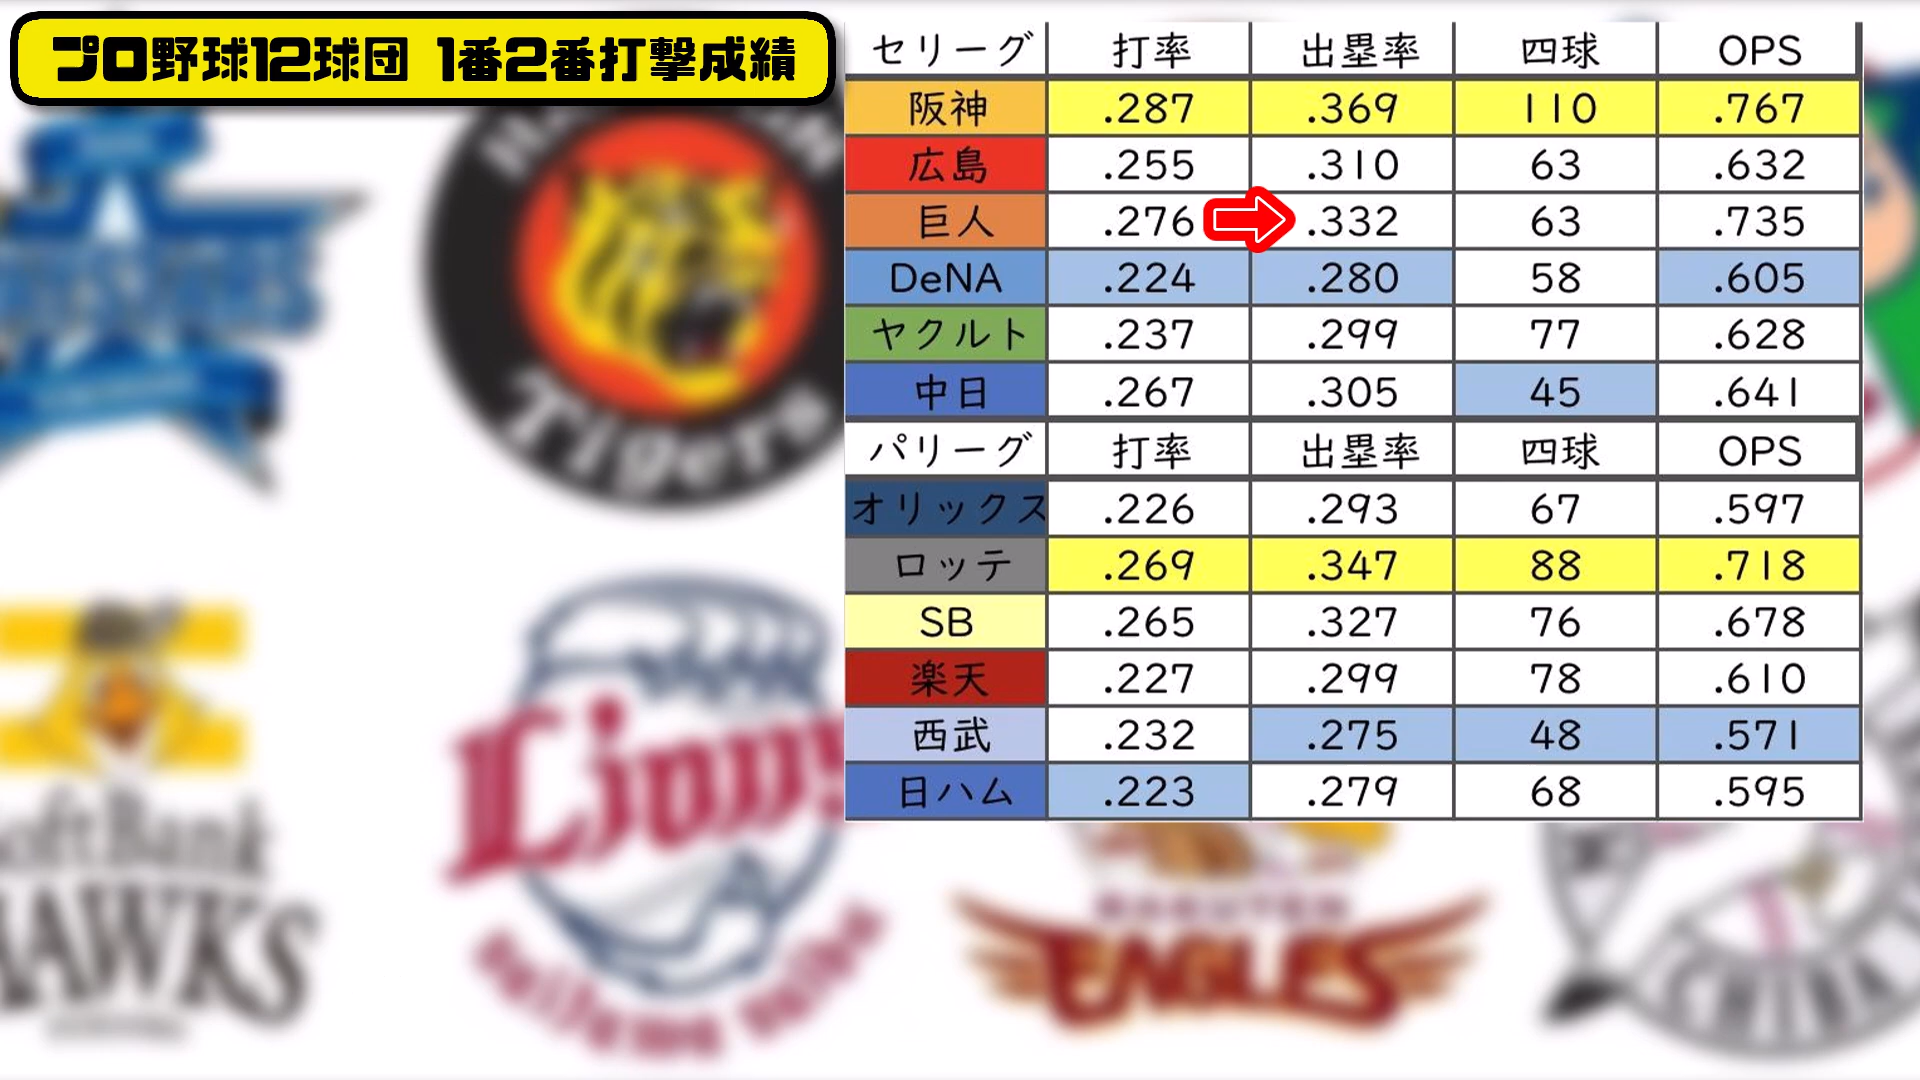 プロ野球12球団 1番2番打撃成績
セリーグ 打率 出塁率 四球 OPS
阪神 .287 .369 110 .767
広島 .255 .310 63 .632
巨人 .276 .332 63 .735
DeNA .224 .280 58 .605
ヤクルト .237 .299 77 .628
中日 .267 .305 45 .641
パリーグ 打率 出塁率 四球 OPS
オリックス .226 .293 67 .597
ロッテ .269 .347 88 .718
SB .265 .327 76 .678
楽天 .227 .299 78 .610
西武 .232 .275 48 .571
日ハム .223 .279 68 .595
Tigers
Lions
SoftBank
HAWKS
EAGLES